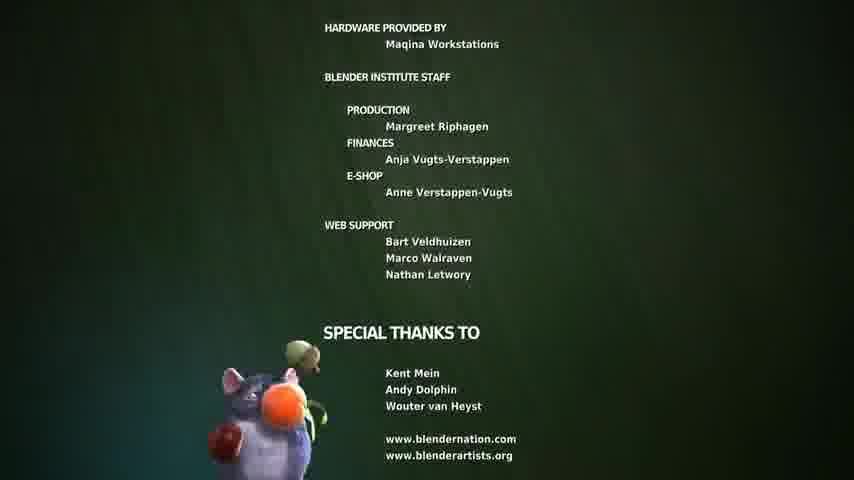 HARDWARE PROVIDED BY
Maqina Workstations
BLENDER INSTITUTE STAFF
PRODUCTION
Margreet Riphagen
FINANCES
Anja Vugts-Verstappen
E-SHOP
Anne Verstappen-Vugts
WEB SUPPORT
Bart Veldhuizen
Marco Walraven
Nathan Letwory
SPECIAL THANKS TO
Kent Mein
Andy Dolphin
Wouter van Heyst
www.blendernation.com
www.blenderartists.org